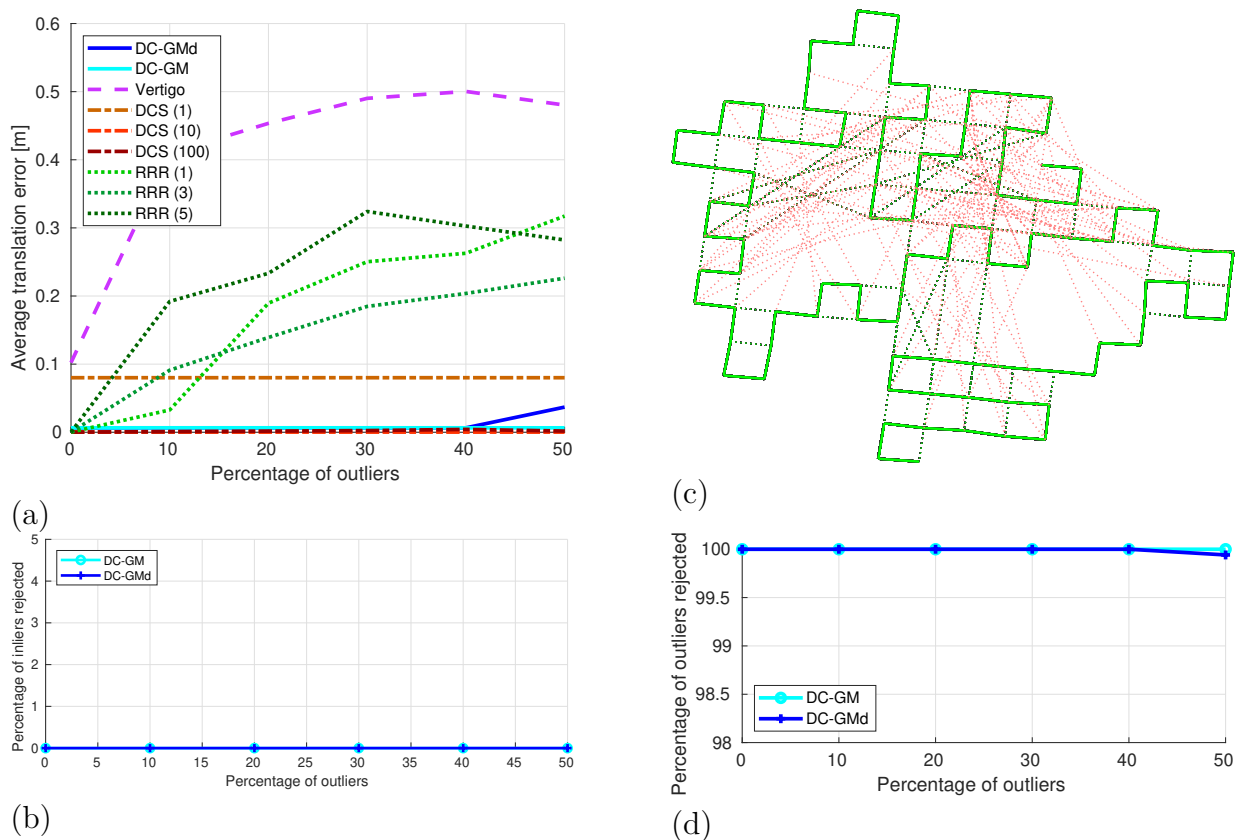 0.6
0.5
0.4
0.3
0.2
0.1
0
Average translation error [m]
DC-GMd
DC-GM
Vertigo
DCS (1)
DCS (10)
DCS (100)
RRR (1)
RRR (3)
RRR (5)
0 10 20 30 40 50
Percentage of outliers
(a)
(c)
5
4
3
2
1
0
Percentage of inliers rejected
DC-GM
DC-GMd
0 5 10 15 20 25 30 35 40 45 50
Percentage of outliers
(b)
100
99.5
99
98.5
98
Percentage of outliers rejected
DC-GM
DC-GMd
0 10 20 30 40 50
Percentage of outliers
(d)